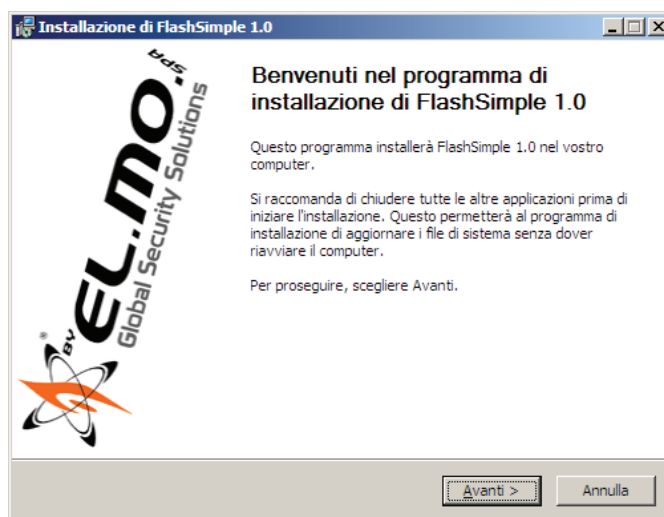 Installazione di FlashSimple 1.0
BY EL.MO. SPA
Global Security Solutions
®
Benvenuti nel programma di
installazione di FlashSimple 1.0
Questo programma installerà FlashSimple 1.0 nel vostro
computer.
Si raccomanda di chiudere tutte le altre applicazioni prima di
iniziare l'installazione. Questo permetterà al programma di
installazione di aggiornare i file di sistema senza dover
riavviare il computer.
Per proseguire, scegliere Avanti.
Avanti >
Annulla